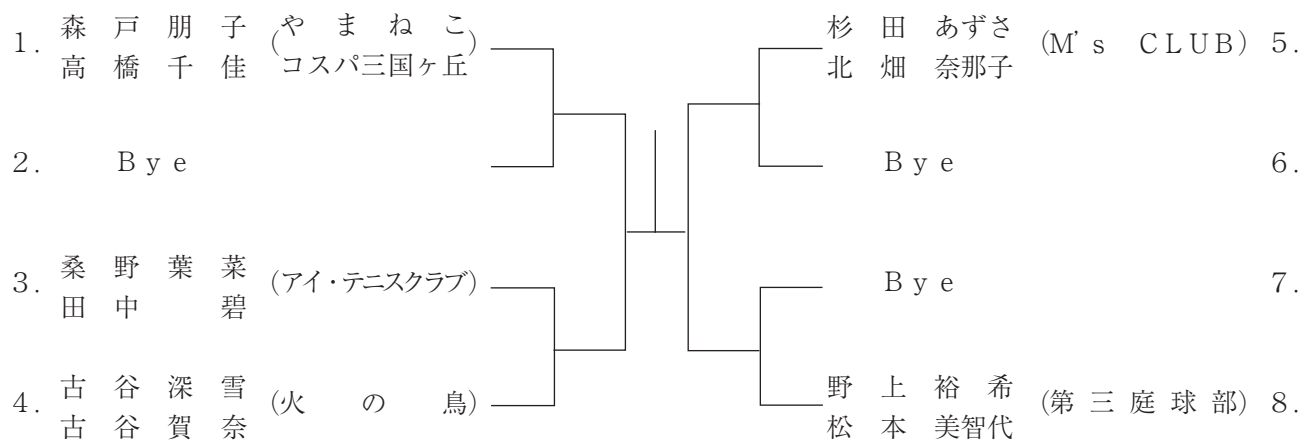 1. 森戸朋子 (やまねこ
高橋千佳 コスパ三国ヶ丘)
2. Bye
3. 桑野葉菜 (アイ・テニスクラブ)
田中碧
4. 古谷深雪 (火の鳥)
古谷賀奈
杉田あずさ (M's CLUB) 5.
北畑奈那子
Bye 6.
Bye 7.
野上裕希 (第三庭球部) 8.
松本美智代